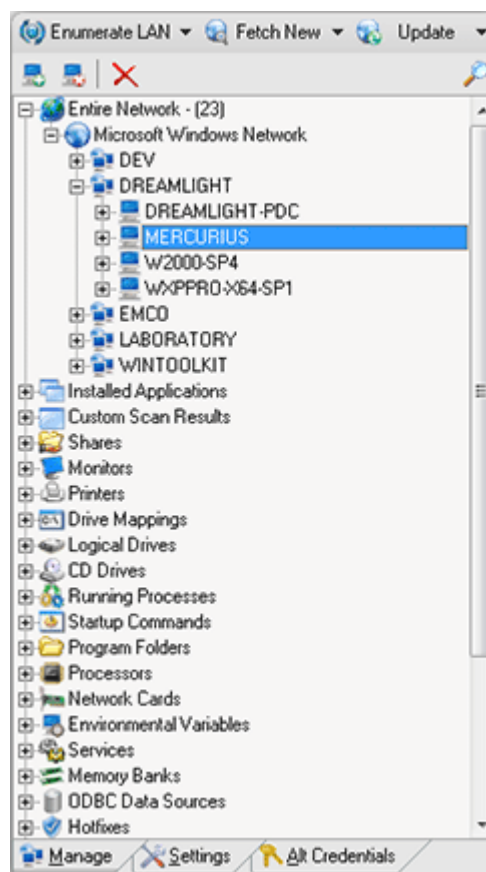 Enumerate LAN Fetch New Update
Entire Network - (23)
Microsoft Windows Network
DEV
DREAMLIGHT
DREAMLIGHT-PDC
MERCURIUS
W2000-SP4
WXPPRO-X64-SP1
EMCO
LABORATORY
WINTOOLKIT
Installed Applications
Custom Scan Results
Shares
Monitors
Printers
Drive Mappings
Logical Drives
CD Drives
Running Processes
Startup Commands
Program Folders
Processors
Network Cards
Environmental Variables
Services
Memory Banks
ODBC Data Sources
Hotfixes
Manage Settings Alt Credentials